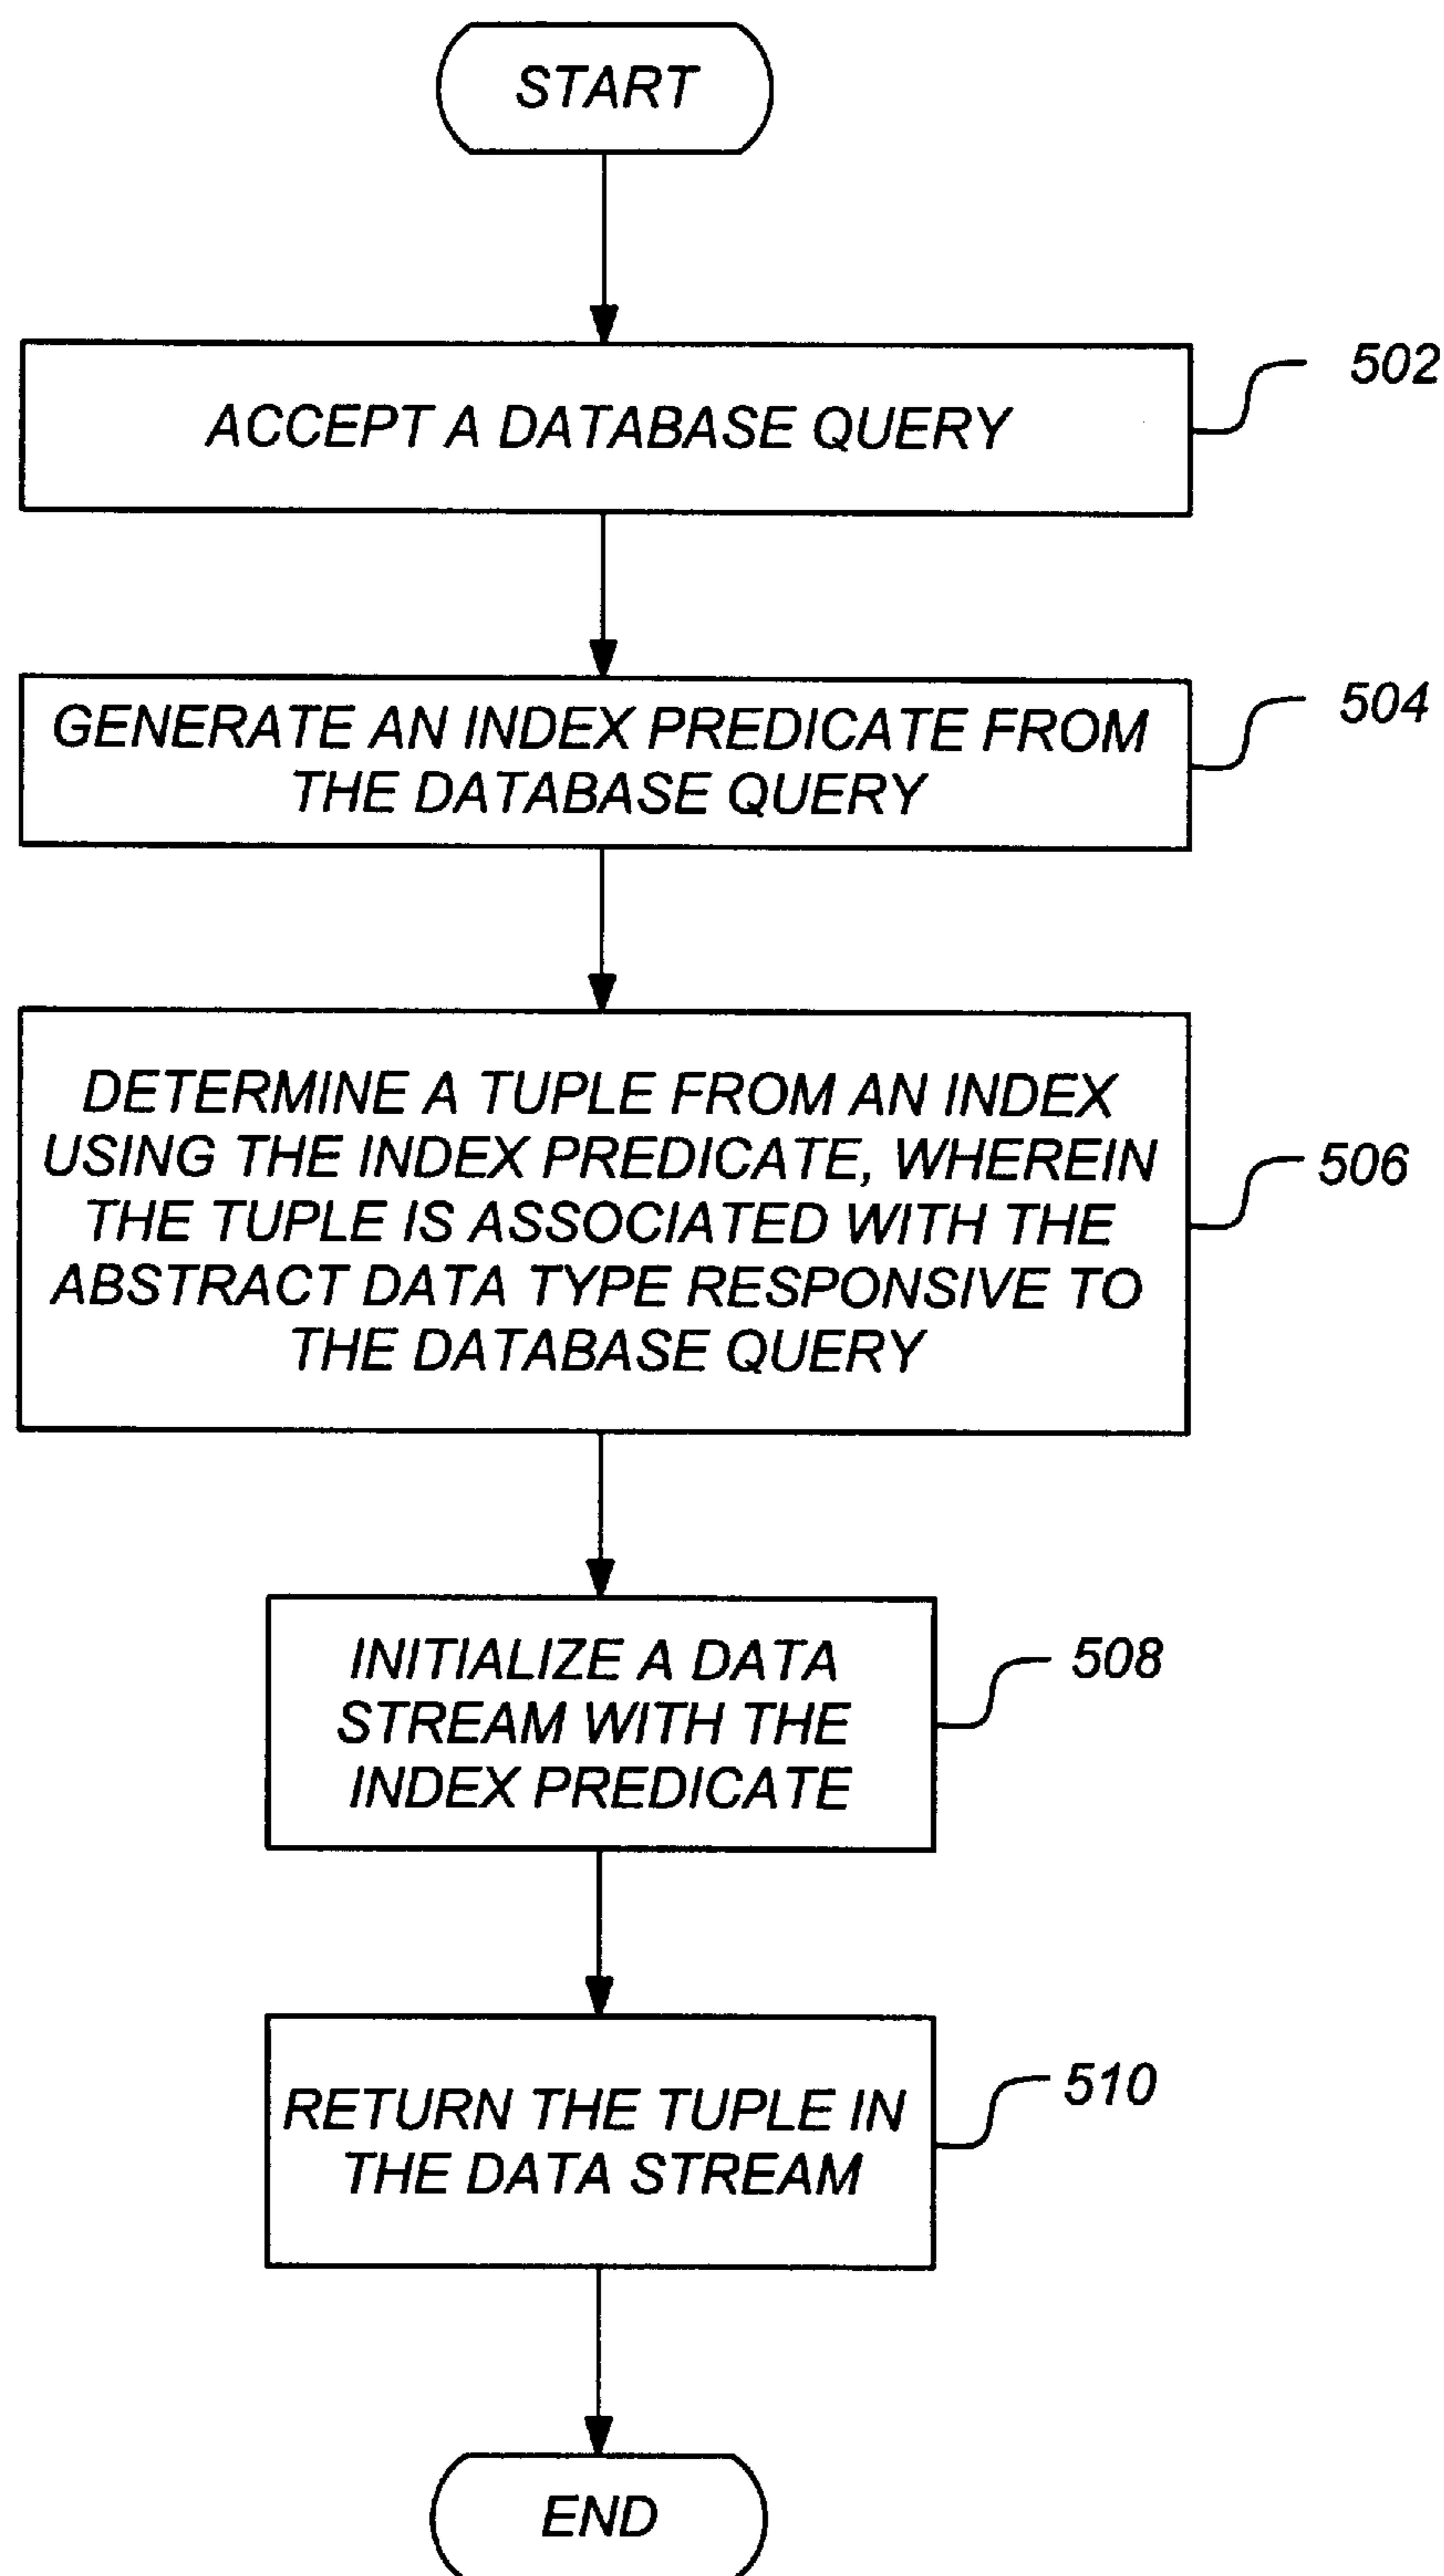 START
502
ACCEPT A DATABASE QUERY
504
GENERATE AN INDEX PREDICATE FROM
THE DATABASE QUERY
DETERMINE A TUPLE FROM AN INDEX
USING THE INDEX PREDICATE, WHEREIN
506
THE TUPLE IS ASSOCIATED WITH THE
ABSTRACT DATA TYPE RESPONSIVE TO
THE DATABASE QUERY
INITIALIZE A DATA
508
STREAM WITH THE
INDEX PREDICATE
510
RETURN THE TUPLE IN
THE DATA STREAM
END